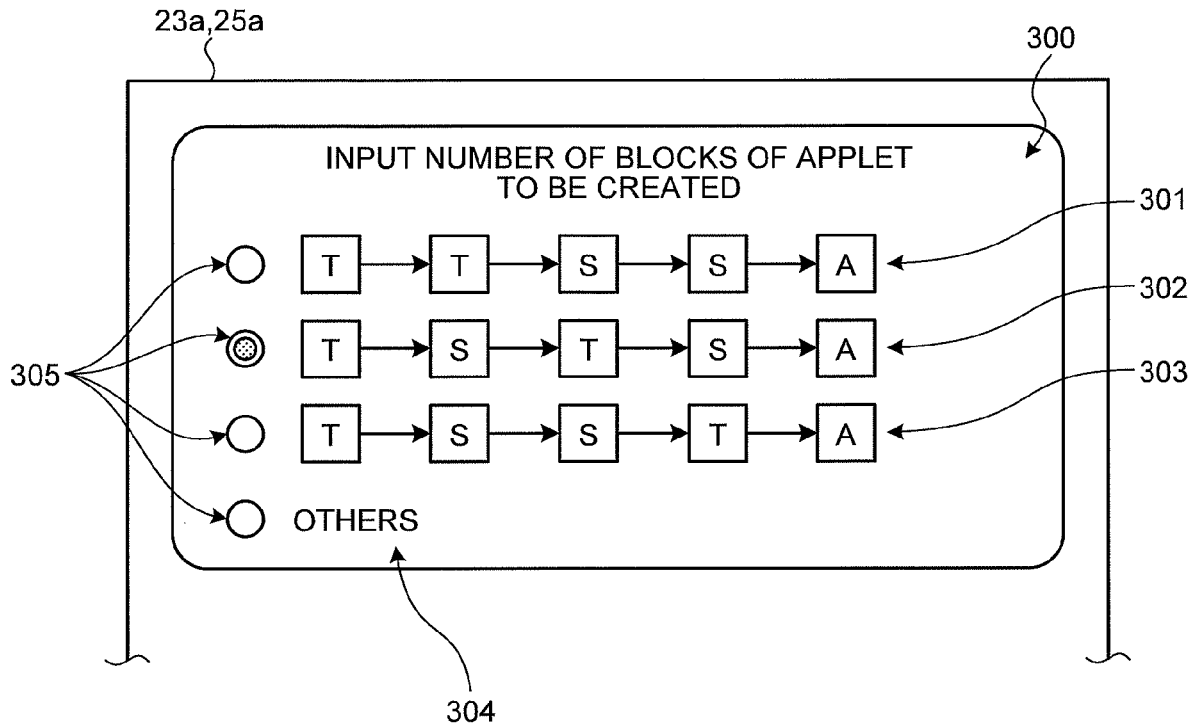 23a,25a
300
INPUT NUMBER OF BLOCKS OF APPLET
TO BE CREATED
301
T T S S A
302
T S T S A
305
303
T S S T A
OTHERS
304